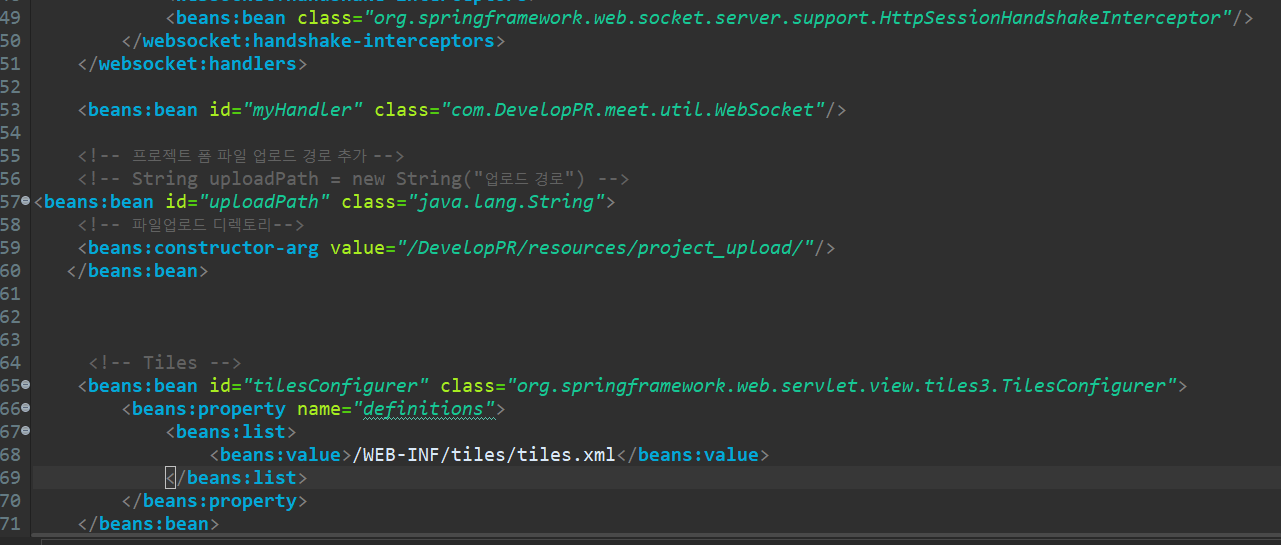 49 <beans:bean class="org.springframework.web.socket.server.support.HttpSessionHandshakeInterceptor"/>
50 </websocket:handshake-interceptors>
51 </websocket:handlers>
52
53 <beans:bean id="myHandler" class="com.DevelopPR.meet.util.WebSocket"/>
54
55 <!-- 프로젝트 폼 파일 업로드 경로 추가 -->
56 <!-- String uploadPath = new String("업로드 경로") -->
57 <beans:bean id="uploadPath" class="java.lang.String">
58 <!-- 파일업로드 디렉토리-->
59 <beans:constructor-arg value="/DevelopPR/resources/project_upload/"/>
60 </beans:bean>
61
62
63
64 <!-- Tiles -->
65 <beans:bean id="tilesConfigurer" class="org.springframework.web.servlet.view.tiles3.TilesConfigurer">
66 <beans:property name="definitions">
67 <beans:list>
68 <beans:value>/WEB-INF/tiles/tiles.xml</beans:value>
69 </beans:list>
70 </beans:property>
71 </beans:bean>